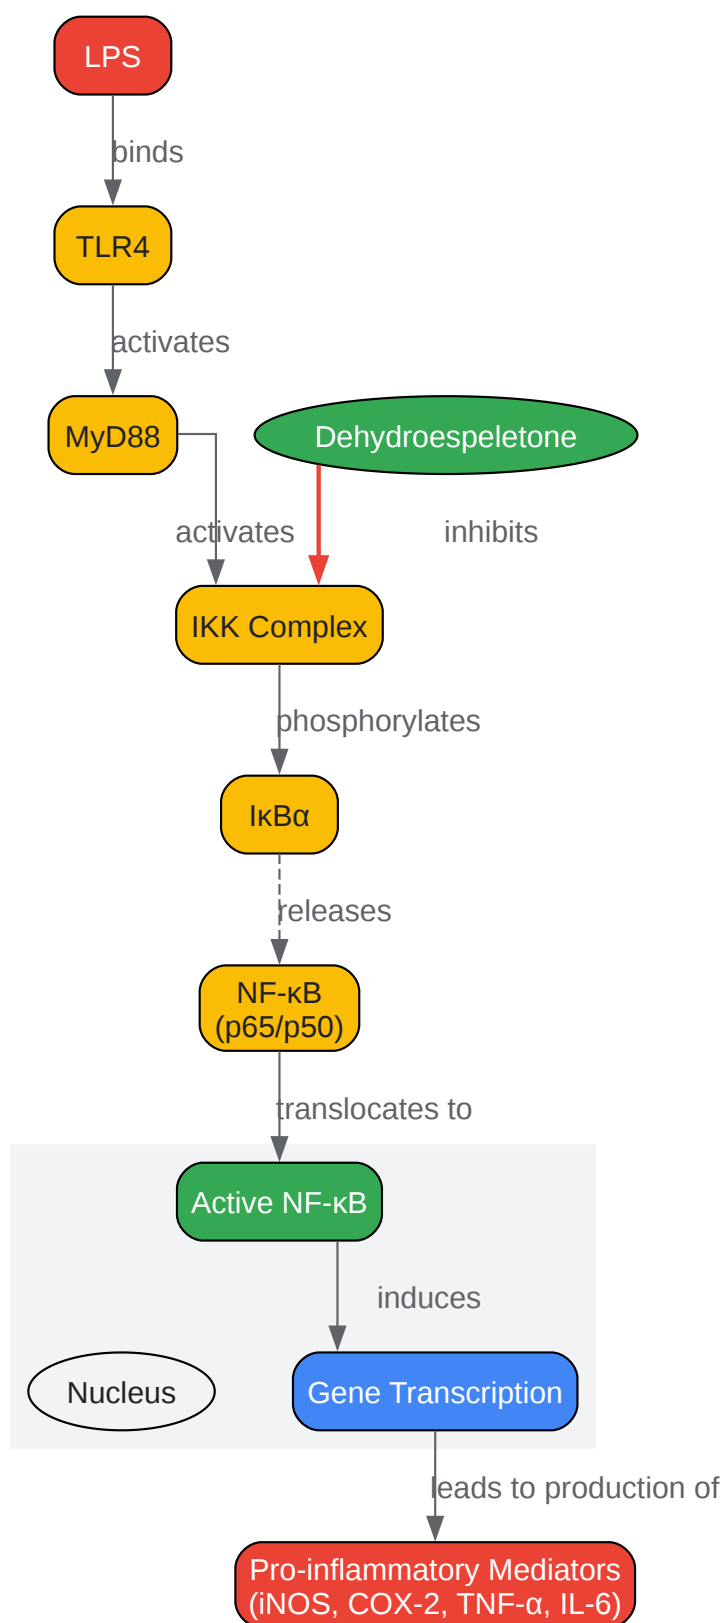 LPS
binds
TLR4
activates
MyD88
Dehydroespeletone
activates
inhibits
IKK Complex
phosphorylates
IκBα
releases
NF-κB
(p65/p50)
translocates to
Active NF-κB
induces
Nucleus
Gene Transcription
leads to production of
Pro-inflammatory Mediators
(iNOS, COX-2, TNF-α, IL-6)